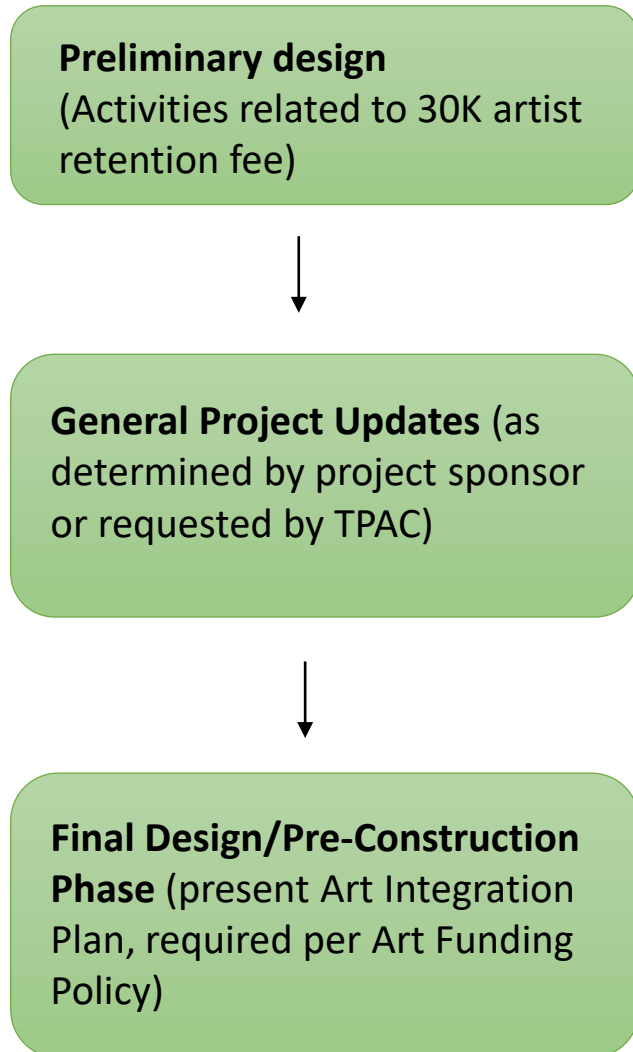 Preliminary design
(Activities related to 30K artist
retention fee)
General Project Updates (as
determined by project sponsor
or requested by TPAC)
Final Design/Pre-Construction
Phase (present Art Integration
Plan, required per Art Funding
Policy)